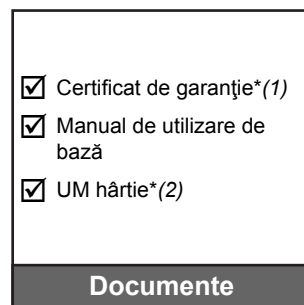 Certificat de garanţie*(1)
Manual de utilizare de
bază
UM hârtie*(2)
Documente